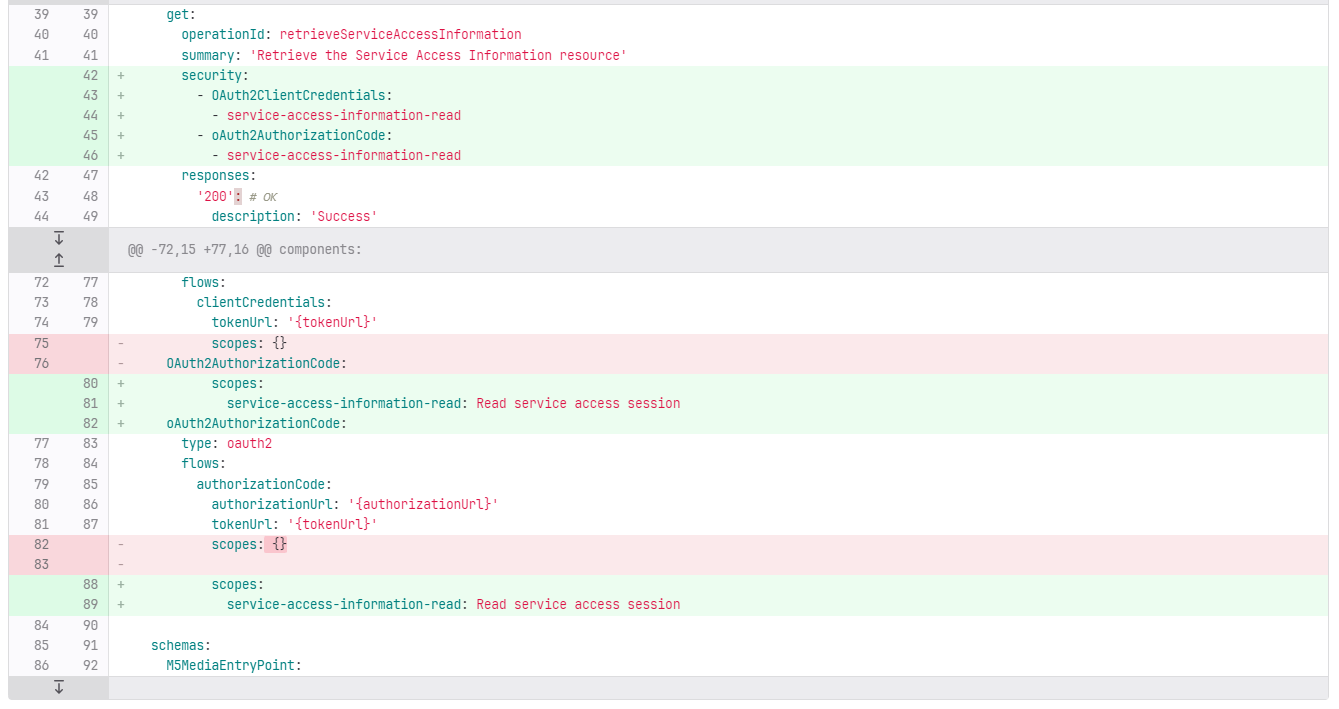 39 39 get:
40 40 operationId: retrieveServiceAccessInformation
41 41 summary: 'Retrieve the Service Access Information resource'
42 + security:
43 + - OAuth2ClientCredentials:
44 + - service-access-information-read
45 + - oAuth2AuthorizationCode:
46 + - service-access-information-read
42 47 responses:
43 48 '200': # OK
44 49 description: 'Success'
@@ -72,15 +77,16 @@ components:
72 77 flows:
73 78 clientCredentials:
74 79 tokenUrl: '{tokenUrl}'
75 - scopes: {}
76 - OAuth2AuthorizationCode:
80 + scopes:
81 + service-access-information-read: Read service access session
82 + oAuth2AuthorizationCode:
77 83 type: oauth2
78 84 flows:
79 85 authorizationCode:
80 86 authorizationUrl: '{authorizationUrl}'
81 87 tokenUrl: '{tokenUrl}'
82 - scopes: {}
83 -
88 + scopes:
89 + service-access-information-read: Read service access session
84 90
85 91 schemas:
86 92 M5MediaEntryPoint: